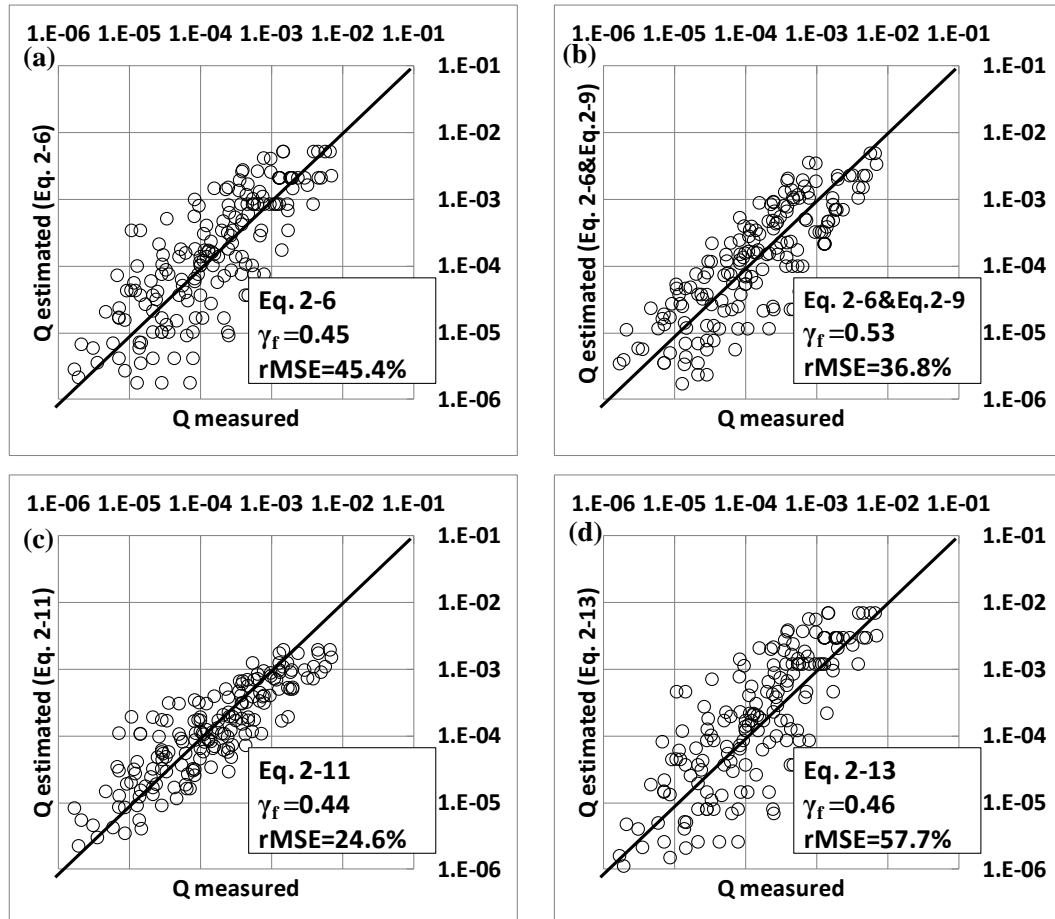 1.E-06 1.E-05 1.E-04 1.E-03 1.E-02 1.E-01
(a)
1.E-01
1.E-02
1.E-03
1.E-04
1.E-05
1.E-06
Q estimated (Eq. 2-6)
Eq. 2-6
γf=0.45
rMSE=45.4%
Q measured
1.E-06 1.E-05 1.E-04 1.E-03 1.E-02 1.E-01
(b)
1.E-01
1.E-02
1.E-03
1.E-04
1.E-05
1.E-06
Q estimated (Eq. 2-6&Eq.2-9)
Eq. 2-6&Eq.2-9
γf=0.53
rMSE=36.8%
Q measured
1.E-06 1.E-05 1.E-04 1.E-03 1.E-02 1.E-01
(c)
1.E-01
1.E-02
1.E-03
1.E-04
1.E-05
1.E-06
Q estimated (Eq. 2-11)
Eq. 2-11
γf=0.44
rMSE=24.6%
Q measured
1.E-06 1.E-05 1.E-04 1.E-03 1.E-02 1.E-01
(d)
1.E-01
1.E-02
1.E-03
1.E-04
1.E-05
1.E-06
Q estimated (Eq. 2-13)
Eq. 2-13
γf=0.46
rMSE=57.7%
Q measured